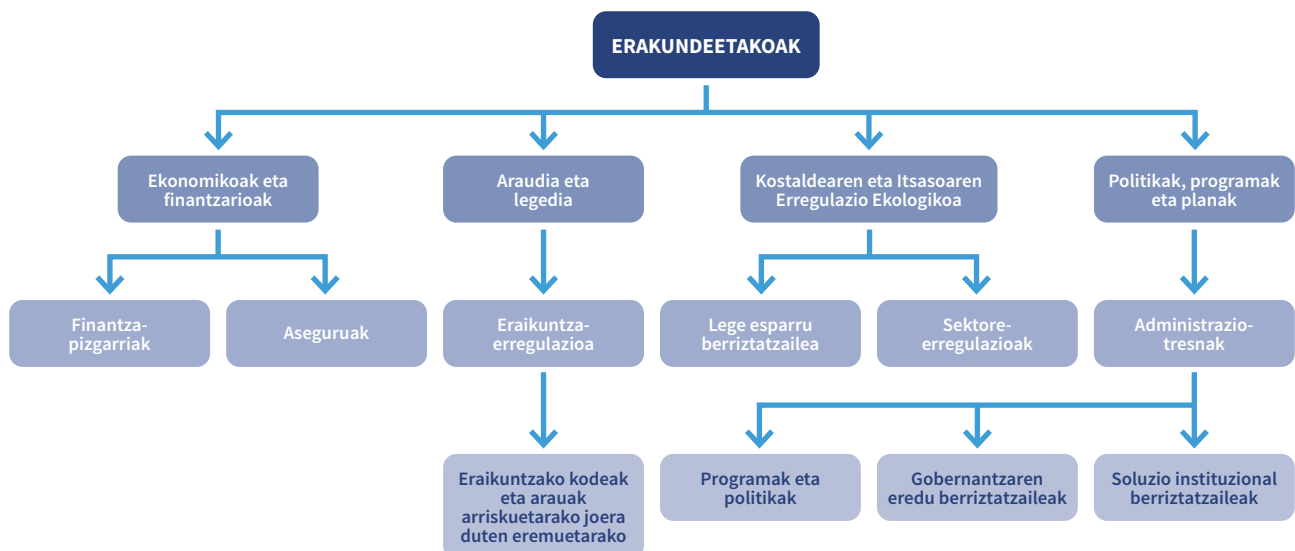 ERAKUNDEETAKOAK
Ekonomikoak eta
finantzarioak
Araudia eta
legedia
Kostaldearen eta Itsasoaren
Erregulazio Ekologikoa
Politikak, programak
eta planak
Finantza-
pizgarriak
Aseguruak
Eraikuntza-
erregulazioa
Lege esparru
berriztatzailea
Sektore-
erregulazioak
Administrazio-
tresnak
Eraikuntzako kodeak
eta arauak
arriskuetarako joera
duten eremuetarako
Programak eta
politikak
Gobernantzaren
eredu berriztatzaileak
Soluzio instituzional
berriztatzaileak